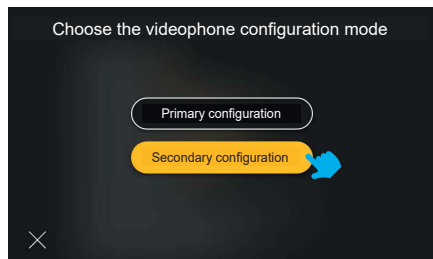 Choose the videophone configuration mode
Primary configuration
Secondary configuration